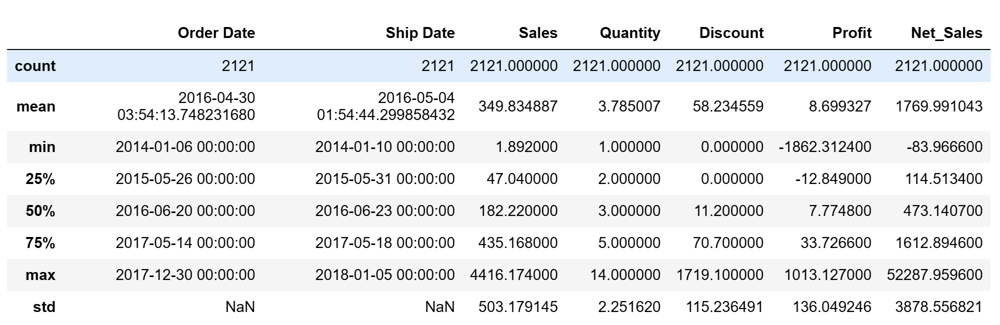 Order Date Ship Date Sales Quantity Discount Profit Net_Sales
count 2121 2121 2121.000000 2121.000000 2121.000000 2121.000000 2121.000000
mean 2016-04-30 03:54:13.748231680 2016-05-04 01:54:44.299858432 349.834887 3.785007 58.234559 8.699327 1769.991043
min 2014-01-06 00:00:00 2014-01-10 00:00:00 1.892000 1.000000 0.000000 -1862.312400 -83.966600
25% 2015-05-26 00:00:00 2015-05-31 00:00:00 47.040000 2.000000 0.000000 -12.849000 114.513400
50% 2016-06-20 00:00:00 2016-06-23 00:00:00 182.220000 3.000000 11.200000 7.774800 473.140700
75% 2017-05-14 00:00:00 2017-05-18 00:00:00 435.168000 5.000000 70.700000 33.726600 1612.894600
max 2017-12-30 00:00:00 2018-01-05 00:00:00 4416.174000 14.000000 1719.100000 1013.127000 52287.959600
std NaN NaN 503.179145 2.251620 115.236491 136.049246 3878.556821